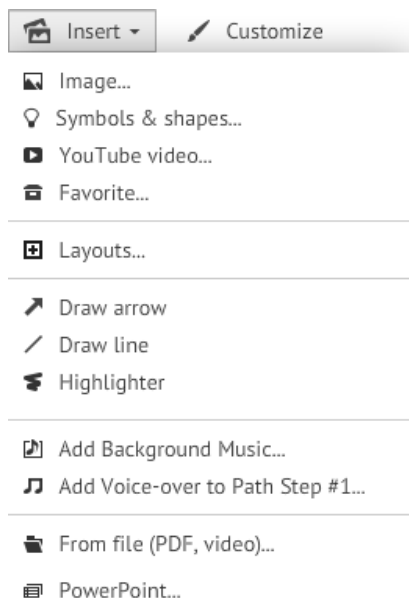 Insert Customize
Image...
Symbols & shapes...
YouTube video...
Favorite...
Layouts...
Draw arrow
Draw line
Highlighter
Add Background Music...
Add Voice-over to Path Step #1...
From file (PDF, video)...
PowerPoint...